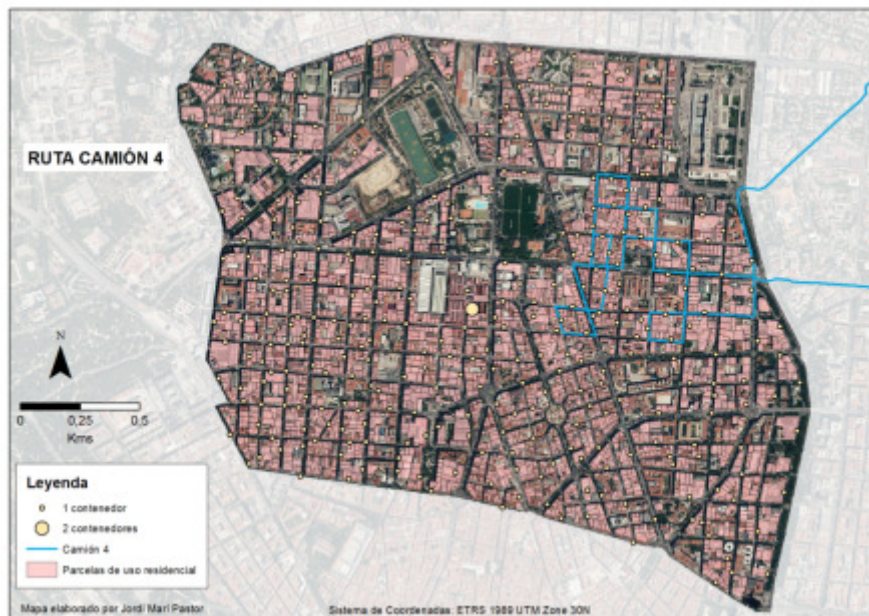 RUTA CAMIÓN 4
N
0 0,25 0,5
Kms
Leyenda
1 contenedor
2 contenedores
Camión 4
Parcelas de uso residencial
Mapa elaborado por Jordi Marí Pastor
Sistema de Coordenadas: ETRS 1989 UTM Zone 30N